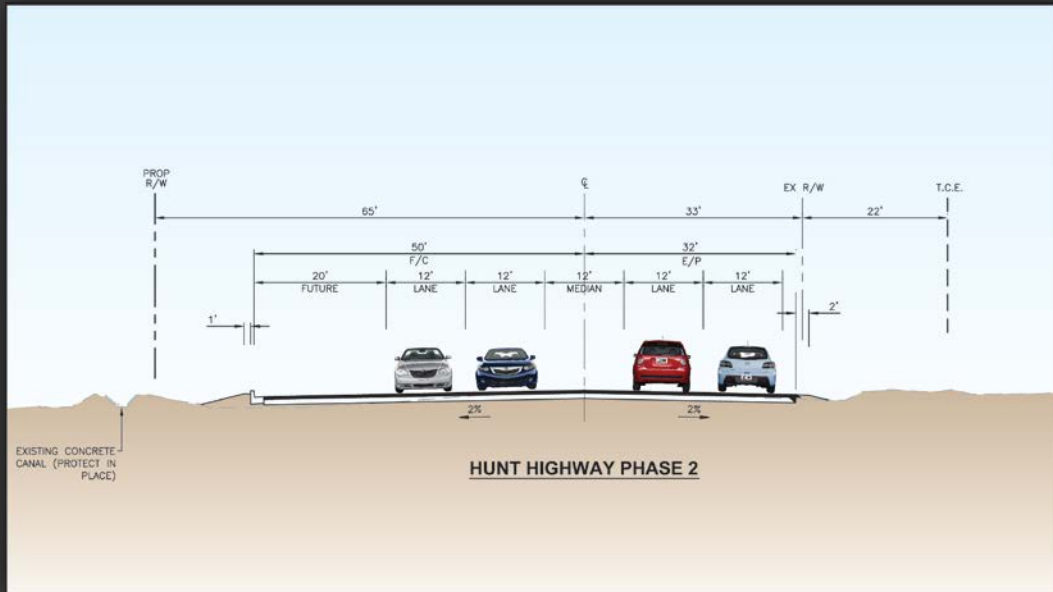 PROP
R/W
℄
EX R/W
T.C.E.
65'
33'
22'
50'
F/C
32'
E/P
20'
FUTURE
12'
LANE
12'
LANE
12'
MEDIAN
12'
LANE
12'
LANE
1'
2'
2%
2%
EXISTING CONCRETE
CANAL (PROTECT IN
PLACE)
HUNT HIGHWAY PHASE 2